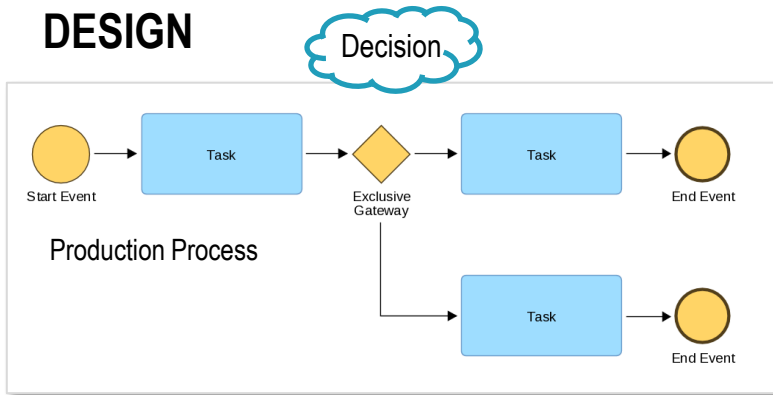 DESIGN
Decision
Task
Task
Start Event
Exclusive
Gateway
End Event
Production Process
Task
End Event